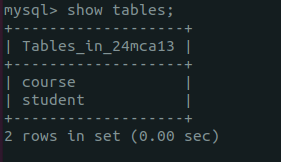 mysql> show tables;
+-------------------+
| Tables_in_24mca13 |
+-------------------+
| course            |
| student           |
+-------------------+
2 rows in set (0.00 sec)